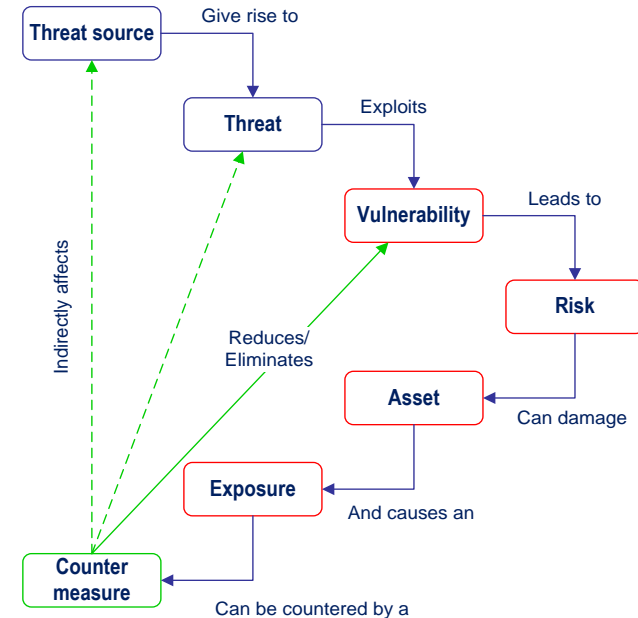 Threat source
Give rise to
Threat
Exploits
Vulnerability
Leads to
Risk
Indirectly affects
Reduces/
Eliminates
Asset
Can damage
Exposure
And causes an
Counter
measure
Can be countered by a